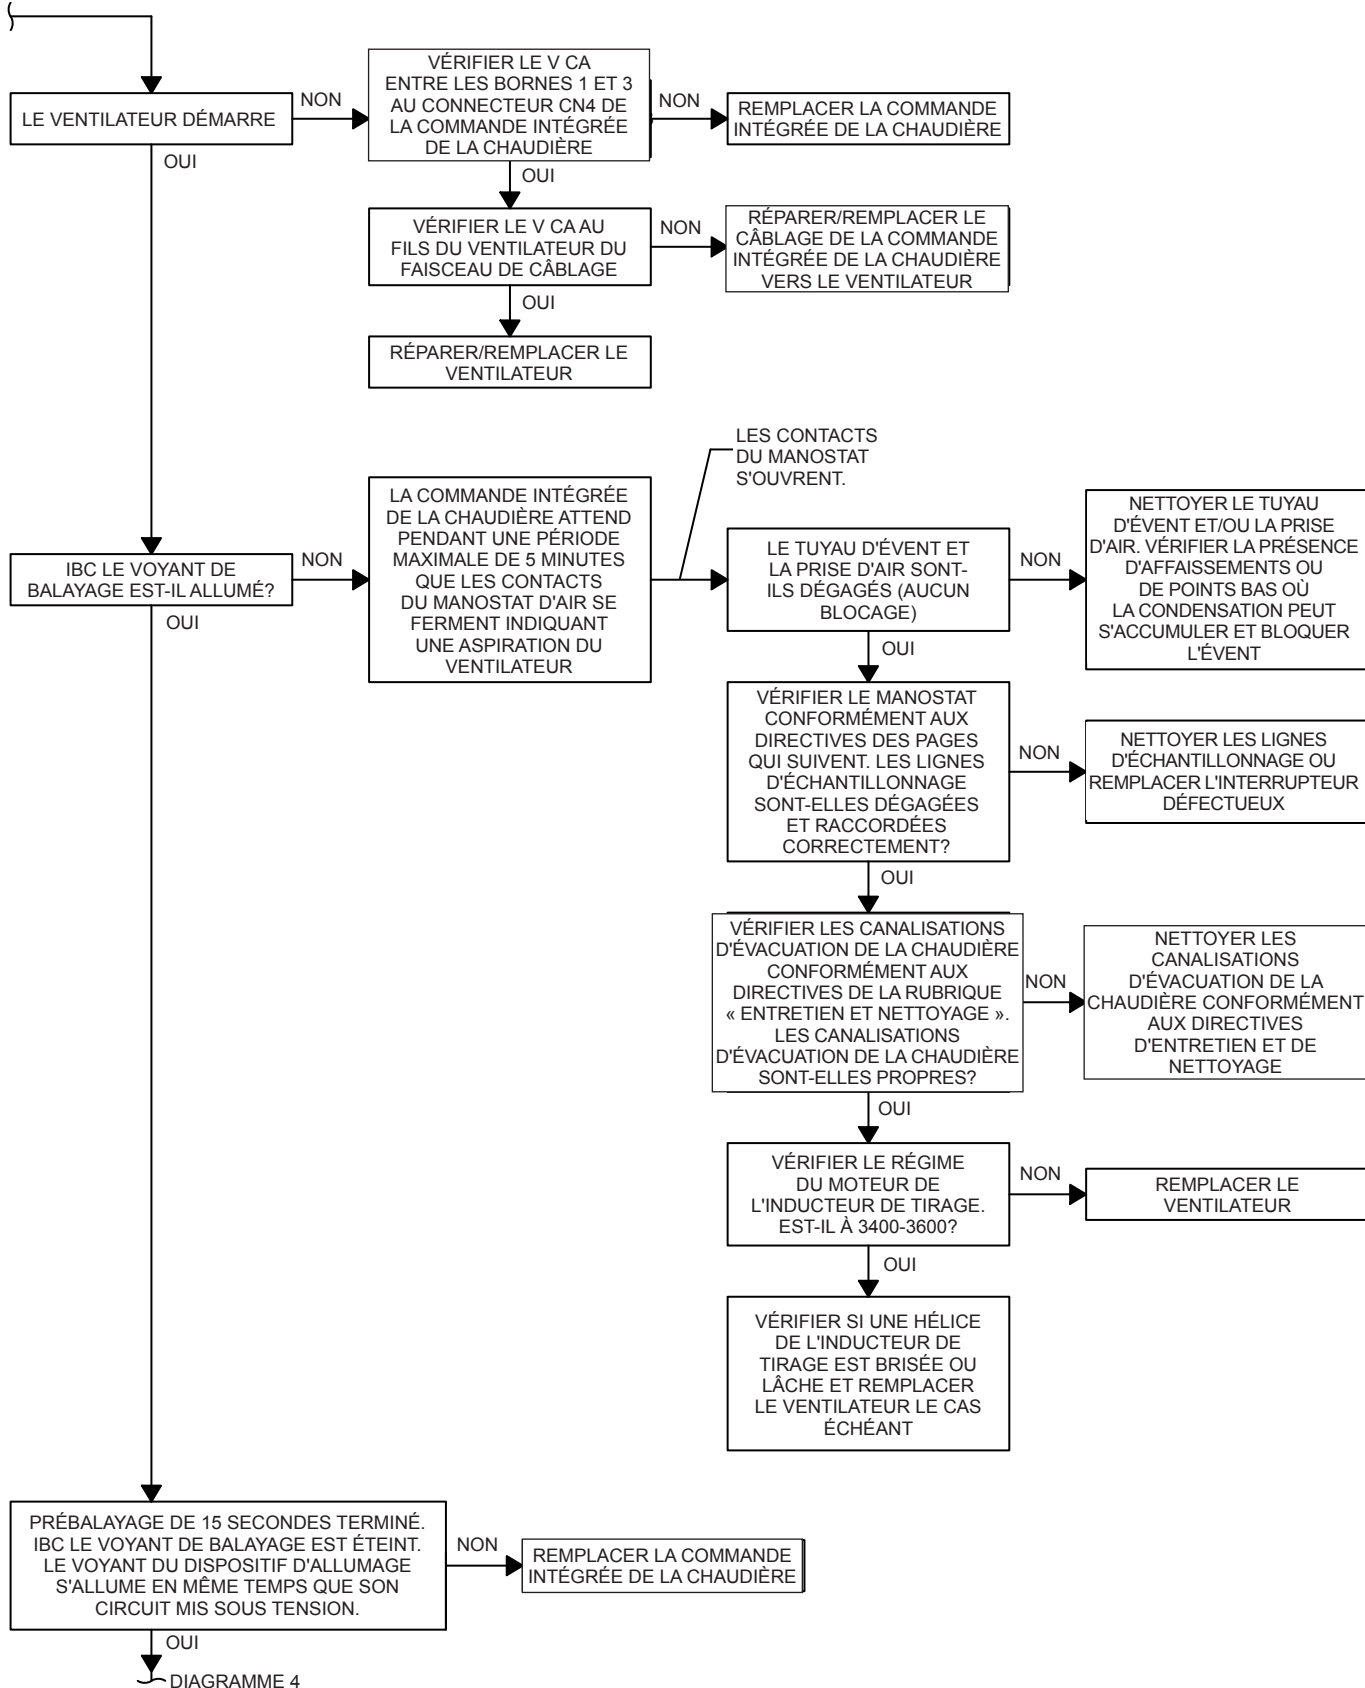 LE VENTILATEUR DÉMARRE
NON
VÉRIFIER LE V CA
ENTRE LES BORNES 1 ET 3
AU CONNECTEUR CN4 DE
LA COMMANDE INTÉGRÉE
DE LA CHAUDIÈRE
NON
REMPLACER LA COMMANDE
INTÉGRÉE DE LA CHAUDIÈRE
OUI
OUI
VÉRIFIER LE V CA AU
FILS DU VENTILATEUR DU
FAISCEAU DE CÂBLAGE
NON
RÉPARER/REMPLACER LE
CÂBLAGE DE LA COMMANDE
INTÉGRÉE DE LA CHAUDIÈRE
VERS LE VENTILATEUR
OUI
RÉPARER/REMPLACER LE
VENTILATEUR
IBC LE VOYANT DE
BALAYAGE EST-IL ALLUMÉ?
NON
LA COMMANDE INTÉGRÉE
DE LA CHAUDIÈRE ATTEND
PENDANT UNE PÉRIODE
MAXIMALE DE 5 MINUTES
QUE LES CONTACTS
DU MANOSTAT D'AIR SE
FERMENT INDIQUANT
UNE ASPIRATION DU
VENTILATEUR
LES CONTACTS
DU MANOSTAT
S'OUVRENT.
LE TUYAU D'ÉVENT ET
LA PRISE D'AIR SONT-
ILS DÉGAGÉS (AUCUN
BLOCAGE)
NON
NETTOYER LE TUYAU
D'ÉVENT ET/OU LA PRISE
D'AIR. VÉRIFIER LA PRÉSENCE
D'AFFAISSEMENTS OU
DE POINTS BAS OÙ
LA CONDENSATION PEUT
S'ACCUMULER ET BLOQUER
L'ÉVENT
OUI
OUI
VÉRIFIER LE MANOSTAT
CONFORMÉMENT AUX
DIRECTIVES DES PAGES
QUI SUIVENT. LES LIGNES
D'ÉCHANTILLONNAGE
SONT-ELLES DÉGAGÉES
ET RACCORDÉES
CORRECTEMENT?
NON
NETTOYER LES LIGNES
D'ÉCHANTILLONNAGE OU
REMPLACER L'INTERRUPTEUR
DÉFECTUEUX
OUI
VÉRIFIER LES CANALISATIONS
D'ÉVACUATION DE LA CHAUDIÈRE
CONFORMÉMENT AUX
DIRECTIVES DE LA RUBRIQUE
« ENTRETIEN ET NETTOYAGE ».
LES CANALISATIONS
D'ÉVACUATION DE LA CHAUDIÈRE
SONT-ELLES PROPRES?
NON
NETTOYER LES
CANALISATIONS
D'ÉVACUATION DE LA
CHAUDIÈRE CONFORMÉMENT
AUX DIRECTIVES
D'ENTRETIEN ET DE
NETTOYAGE
OUI
VÉRIFIER LE RÉGIME
DU MOTEUR DE
L'INDUCTEUR DE TIRAGE.
EST-IL À 3400-3600?
NON
REMPLACER LE
VENTILATEUR
OUI
VÉRIFIER SI UNE HÉLICE
DE L'INDUCTEUR DE
TIRAGE EST BRISÉE OU
LÂCHE ET REMPLACER
LE VENTILATEUR LE CAS
ÉCHÉANT
PRÉBALAYAGE DE 15 SECONDES TERMINÉ.
IBC LE VOYANT DE BALAYAGE EST ÉTEINT.
LE VOYANT DU DISPOSITIF D'ALLUMAGE
S'ALLUME EN MÊME TEMPS QUE SON
CIRCUIT MIS SOUS TENSION.
NON
REMPLACER LA COMMANDE
INTÉGRÉE DE LA CHAUDIÈRE
OUI
DIAGRAMME 4